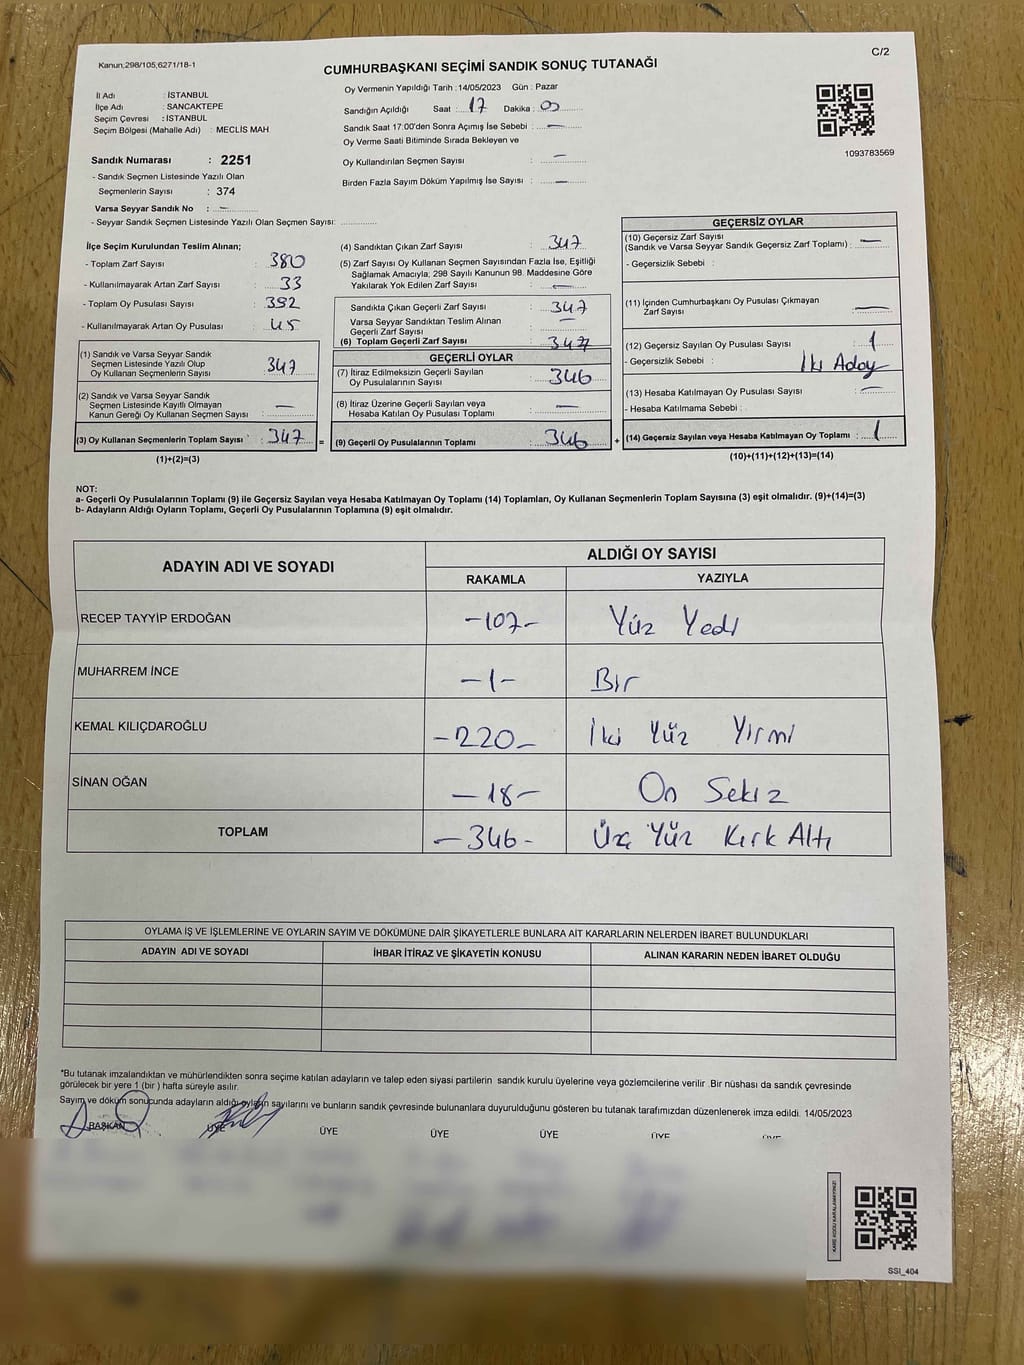 Kanun;298/105;6271/18-1
C/2
CUMHURBAŞKANI SEÇİMİ SANDIK SONUÇ TUTANAĞI
İl Adı : İSTANBUL
İlçe Adı : SANCAKTEPE
Seçim Çevresi : İSTANBUL
Seçim Bölgesi (Mahalle Adı) : MECLİS MAH
Sandık Numarası : 2251
- Sandık Seçmen Listesinde Yazılı Olan
Seçmenlerin Sayısı : 374
Varsa Seyyar Sandık No : —
- Seyyar Sandık Seçmen Listesinde Yazılı Olan Seçmen Sayısı:
Oy Vermenin Yapıldığı Tarih : 14/05/2023 Gün : Pazar
Sandığın Açıldığı Saat : 17 Dakika : 00
Sandık Saat 17:00'den Sonra Açımış İse Sebebi : —
Oy Verme Saati Bitiminde Sırada Bekleyen ve
Oy Kullandırılan Seçmen Sayısı : —
Birden Fazla Sayım Döküm Yapılmış İse Sayısı : —
1093783569
İlçe Seçim Kurulundan Teslim Alınan;
- Toplam Zarf Sayısı : 380
- Kullanılmayarak Artan Zarf Sayısı : 33
- Toplam Oy Pusulası Sayısı : 392
- Kullanılmayarak Artan Oy Pusulası : 45
(1) Sandık ve Varsa Seyyar Sandık
Seçmen Listesinde Yazılı Olup
Oy Kullanan Seçmenlerin Sayısı : 347
(2) Sandık ve Varsa Seyyar Sandık
Seçmen Listesinde Kayıtlı Olmayan
Kanun Gereği Oy Kullanan Seçmen Sayısı : —
(3) Oy Kullanan Seçmenlerin Toplam Sayısı : 347 =
(1)+(2)=(3)
(4) Sandıktan Çıkan Zarf Sayısı : 347
(5) Zarf Sayısı Oy Kullanan Seçmen Sayısından Fazla İse, Eşitliği
Sağlamak Amacıyla; 298 Sayılı Kanunun 98. Maddesine Göre
Yakılarak Yok Edilen Zarf Sayısı : —
Sandıkta Çıkan Geçerli Zarf Sayısı : 347
Varsa Seyyar Sandıktan Teslim Alınan
Geçerli Zarf Sayısı : —
(6) Toplam Geçerli Zarf Sayısı : 347
GEÇERLİ OYLAR
(7) İtiraz Edilmeksizin Geçerli Sayılan
Oy Pusulalarının Sayısı : 346
(8) İtiraz Üzerine Geçerli Sayılan veya
Hesaba Katılan Oy Pusulası Toplamı : —
(9) Geçerli Oy Pusulalarının Toplamı : 346 +
GEÇERSİZ OYLAR
(10) Geçersiz Zarf Sayısı
(Sandık ve Varsa Seyyar Sandık Geçersiz Zarf Toplamı) : —
- Geçersizlik Sebebi :
(11) İçinden Cumhurbaşkanı Oy Pusulası Çıkmayan
Zarf Sayısı : —
(12) Geçersiz Sayılan Oy Pusulası Sayısı : 1
- Geçersizlik Sebebi : İki Aday
(13) Hesaba Katılmayan Oy Pusulası Sayısı : —
- Hesaba Katılmama Sebebi :
(14) Geçersiz Sayılan veya Hesaba Katılmayan Oy Toplamı : 1
(10)+(11)+(12)+(13)=(14)
NOT:
a- Geçerli Oy Pusulalarının Toplamı (9) ile Geçersiz Sayılan veya Hesaba Katılmayan Oy Toplamı (14) Toplamları, Oy Kullanan Seçmenlerin Toplam Sayısına (3) eşit olmalıdır. (9)+(14)=(3)
b- Adayların Aldığı Oyların Toplamı, Geçerli Oy Pusulalarının Toplamına (9) eşit olmalıdır.
ADAYIN ADI VE SOYADI ALDIĞI OY SAYISI
RAKAMLA YAZIYLA
RECEP TAYYİP ERDOĞAN -107- Yüz Yedi
MUHARREM İNCE -1- Bir
KEMAL KILIÇDAROĞLU -220- İki Yüz Yirmi
SİNAN OĞAN -18- On Sekiz
TOPLAM -346- Üç Yüz Kırk Altı
OYLAMA İŞ VE İŞLEMLERİNE VE OYLARIN SAYIM VE DÖKÜMÜNE DAİR ŞİKAYETLERLE BUNLARA AİT KARARLARIN NELERDEN İBARET BULUNDUKLARI
ADAYIN ADI VE SOYADI İHBAR İTİRAZ VE ŞİKAYETİN KONUSU ALINAN KARARIN NEDEN İBARET OLDUĞU
*Bu tutanak imzalandıktan ve mühürlendikten sonra seçime katılan adayların ve talep eden siyasi partilerin sandık kurulu üyelerine veya gözlemcilerine verilir .Bir nüshası da sandık çevresinde
görülecek bir yere 1 (bir ) hafta süreyle asılır.
Sayım ve döküm sonucunda adayların aldığı oyların sayılarını ve bunların sandık çevresinde bulunanlara duyurulduğunu gösteren bu tutanak tarafımızdan düzenlenerek imza edildi. 14/05/2023
BAŞKAN ÜYE ÜYE ÜYE ÜYE ÜYE ÜYE
KARE KODU KARALAMAYINIZ!
SSI_404